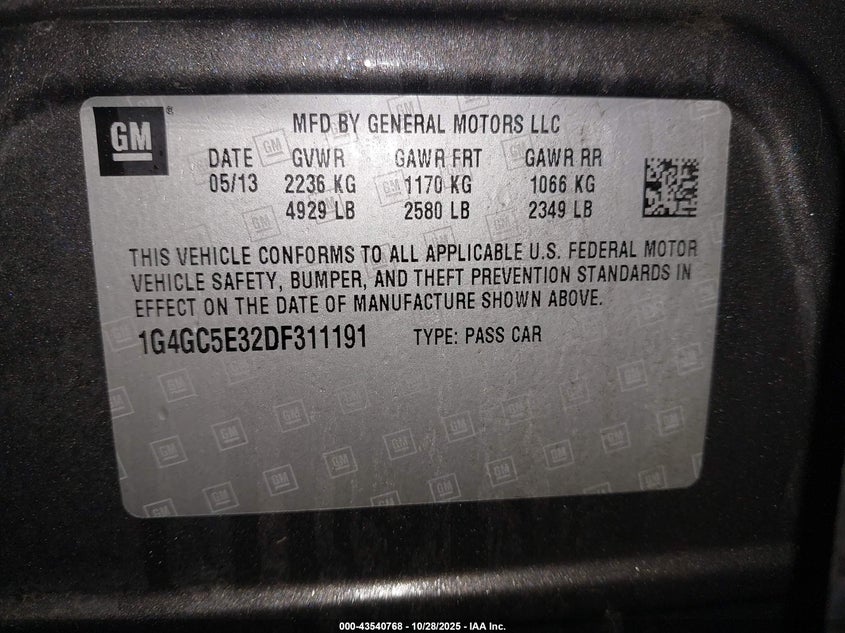 GM®
MFD BY GENERAL MOTORS LLC
DATE GVWR GAWR FRT GAWR RR
05/13 2236 KG 1170 KG 1066 KG
4929 LB 2580 LB 2349 LB
THIS VEHICLE CONFORMS TO ALL APPLICABLE U.S. FEDERAL MOTOR
VEHICLE SAFETY, BUMPER, AND THEFT PREVENTION STANDARDS IN
EFFECT ON THE DATE OF MANUFACTURE SHOWN ABOVE.
1G4GC5E32DF311191 TYPE: PASS CAR
000-43540768 - 10/28/2025 - IAA Inc.